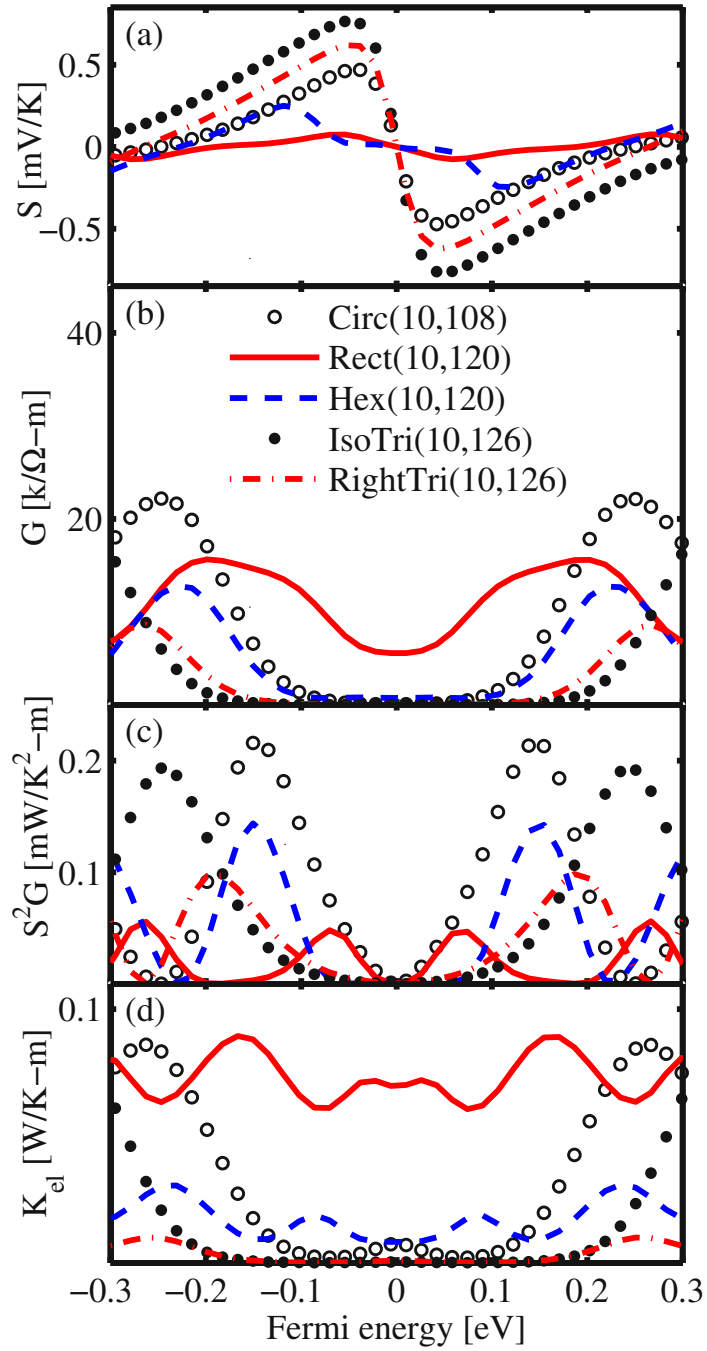 (a)
0.5
0
−0.5
S [mV/K]
(b)
40
20
G [k/Ω−m]
Circ(10,108)
Rect(10,120)
Hex(10,120)
IsoTri(10,126)
RightTri(10,126)
(c)
0.2
0.1
S²G [mW/K²−m]
(d)
0.1
K_el [W/K−m]
−0.3 −0.2 −0.1 0 0.1 0.2 0.3
Fermi energy [eV]